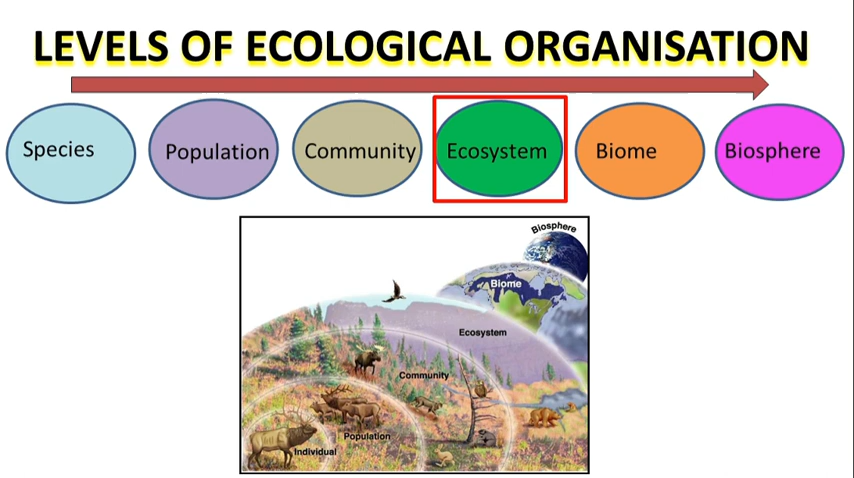 LEVELS OF ECOLOGICAL ORGANISATION
Species
Population
Community
Ecosystem
Biome
Biosphere
Biosphere
Biome
Ecosystem
Community
Population
Individual